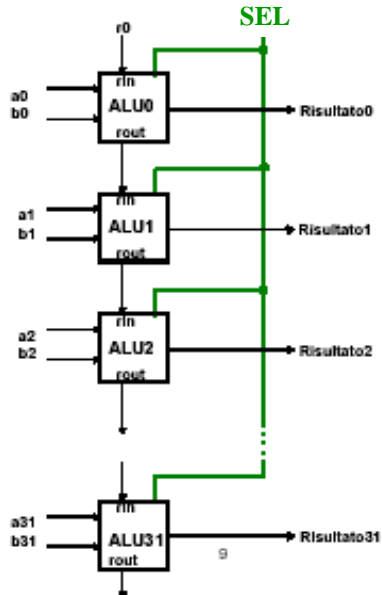 SEL
r0
rin
a0
b0
ALU0
Risultato0
rout
rin
a1
b1
ALU1
Risultato1
rout
rin
a2
b2
ALU2
Risultato2
rout
rin
a31
b31
ALU31
Risultato31
rout
9